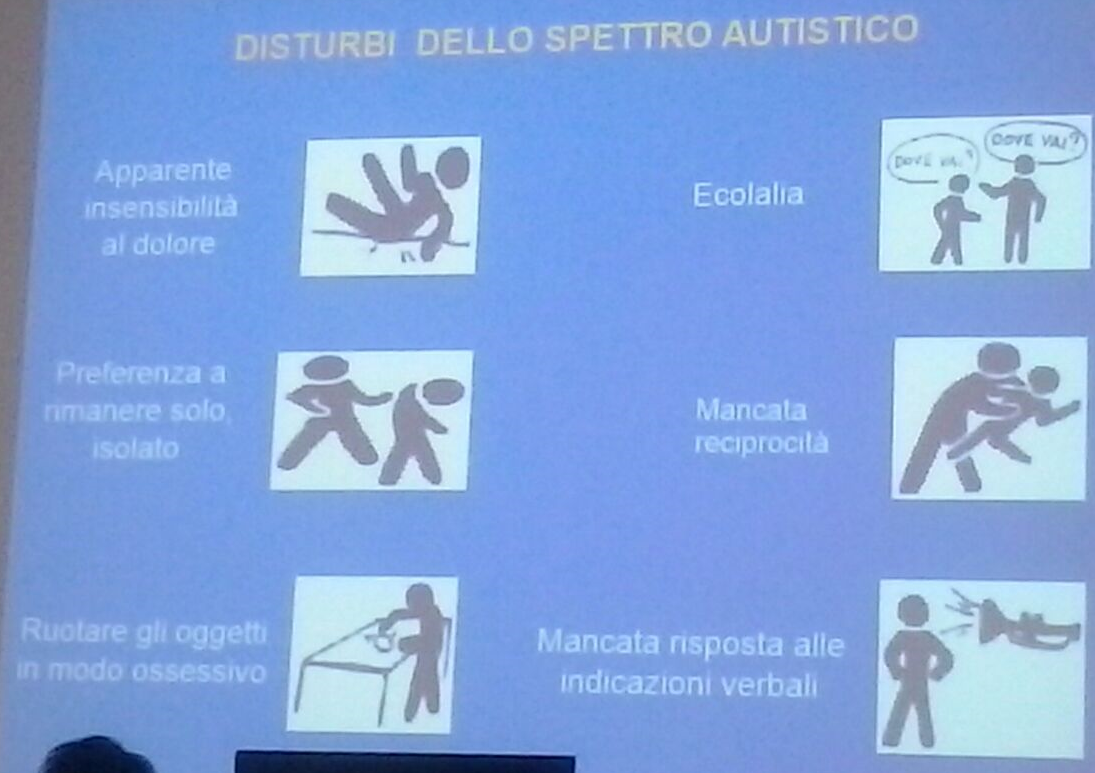 DISTURBI DELLO SPETTRO AUTISTICO
Apparente
insensibilità
al dolore
Ecolalia
DOVE VAI?
DOVE VAI?
Preferenza a
rimanere solo,
isolato
Mancata
reciprocità
Ruotare gli oggetti
in modo ossessivo
Mancata risposta alle
indicazioni verbali